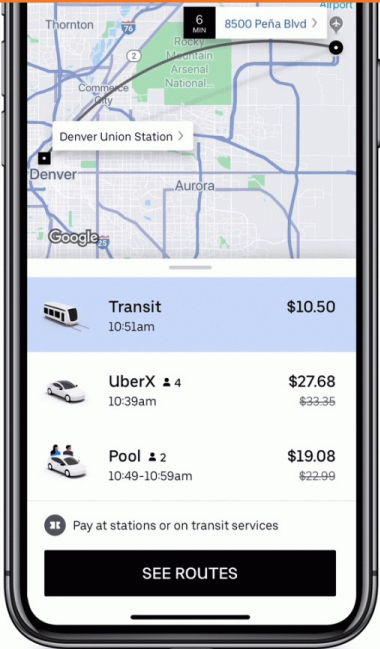 Airport
Thornton
76
6
MIN
8500 Peña Blvd
2
Rocky
Mountain
Arsenal
National...
Commerce
City
Denver Union Station
Denver
Aurora
Google
25
Transit
$10.50
10:51am
UberX 4
$27.68
10:39am
$33.35
Pool 2
$19.08
10:49-10:59am
$22.99
Pay at stations or on transit services
SEE ROUTES